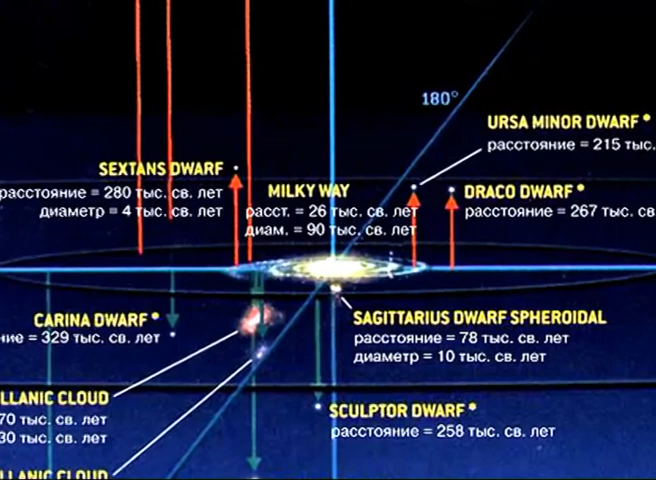 180°
URSA MINOR DWARF *
расстояние = 215 тыс.
SEXTANS DWARF
расстояние = 280 тыс. св. лет
диаметр = 4 тыс. св. лет
MILKY WAY
расст. = 26 тыс. св. лет
диам. = 90 тыс. св. лет
DRACO DWARF *
расстояние = 267 тыс. св
CARINA DWARF *
ние = 329 тыс. св. лет
SAGITTARIUS DWARF SPHEROIDAL
расстояние = 78 тыс. св. лет
диаметр = 10 тыс. св. лет
LLANIC CLOUD
70 тыс. св. лет
30 тыс. св. лет
SCULPTOR DWARF *
расстояние = 258 тыс. св. лет
LLANIC CLOUD